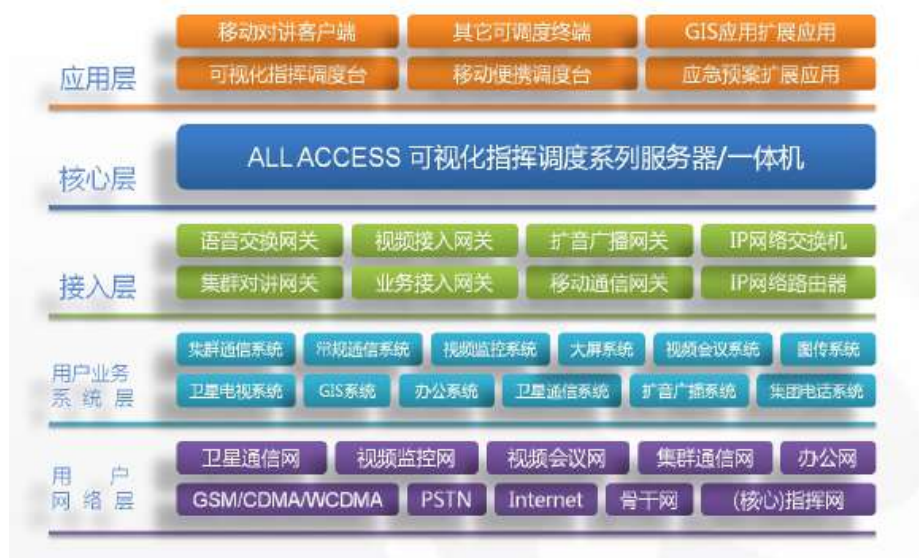 移动对讲客户端 其它可调度终端 GIS应用扩展应用
应用层
可视化指挥调度台 移动便携调度台 应急预案扩展应用
核心层
ALL ACCESS 可视化指挥调度系列服务器/一体机
语音交换网关 视频接入网关 扩音广播网关 IP网络交换机
接入层
集群对讲网关 业务接入网关 移动通信网关 IP网络路由器
集群通信系统 常规通信系统 视频监控系统 大屏系统 视频会议系统 图传系统
用户业务
系统层
卫星电视系统 GIS系统 办公系统 卫星通信系统 扩音广播系统 集团电话系统
卫星通信网 视频监控网 视频会议网 集群通信网 办公网
用户
网络层
GSM/CDMA/WCDMA PSTN Internet 骨干网 (核心)指挥网